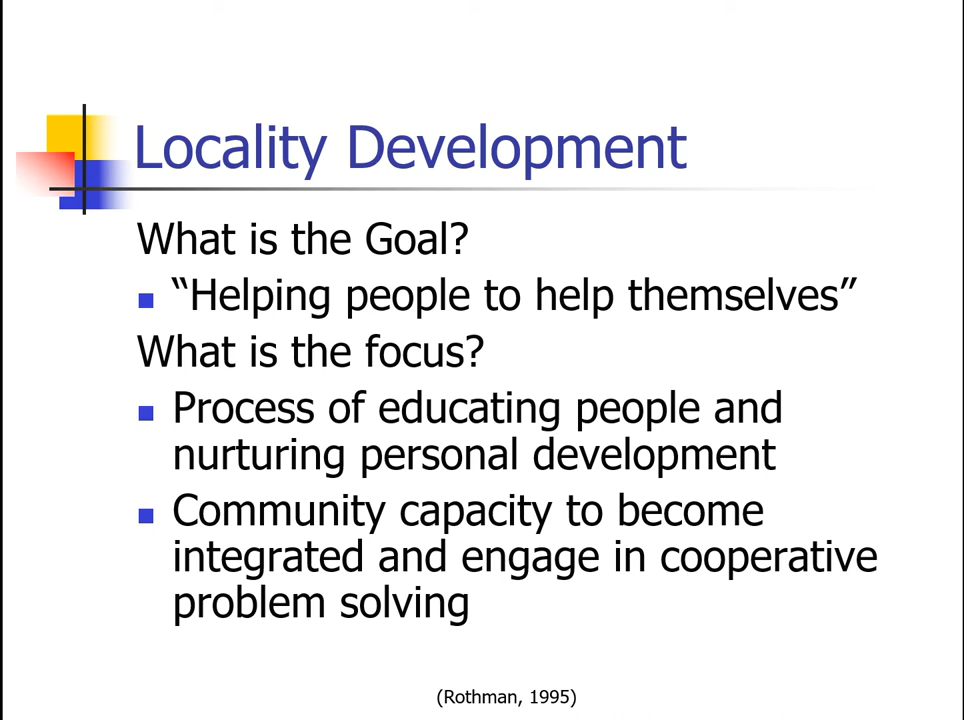 Locality Development
What is the Goal?
“Helping people to help themselves”
What is the focus?
Process of educating people and
nurturing personal development
Community capacity to become
integrated and engage in cooperative
problem solving
(Rothman, 1995)